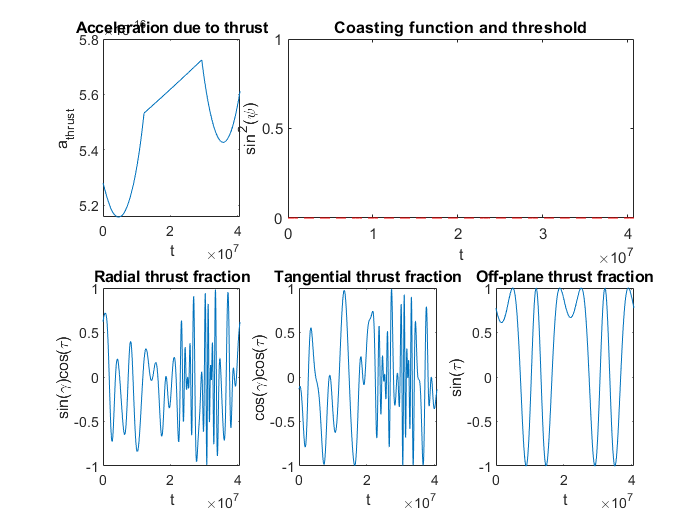 Acceleration due to thrust
5.8
5.6
5.4
5.2
a_thrust
0
2
4
t
×10^7
Coasting function and threshold
1
0.5
0
sin^2(ψ)
0
1
2
3
4
t
×10^7
Radial thrust fraction
1
0.5
0
-0.5
-1
sin(γ)cos(τ)
0
2
4
t
×10^7
Tangential thrust fraction
1
0.5
0
-0.5
-1
cos(γ)cos(τ)
0
2
4
t
×10^7
Off-plane thrust fraction
1
0.5
0
-0.5
-1
sin(τ)
0
2
4
t
×10^7